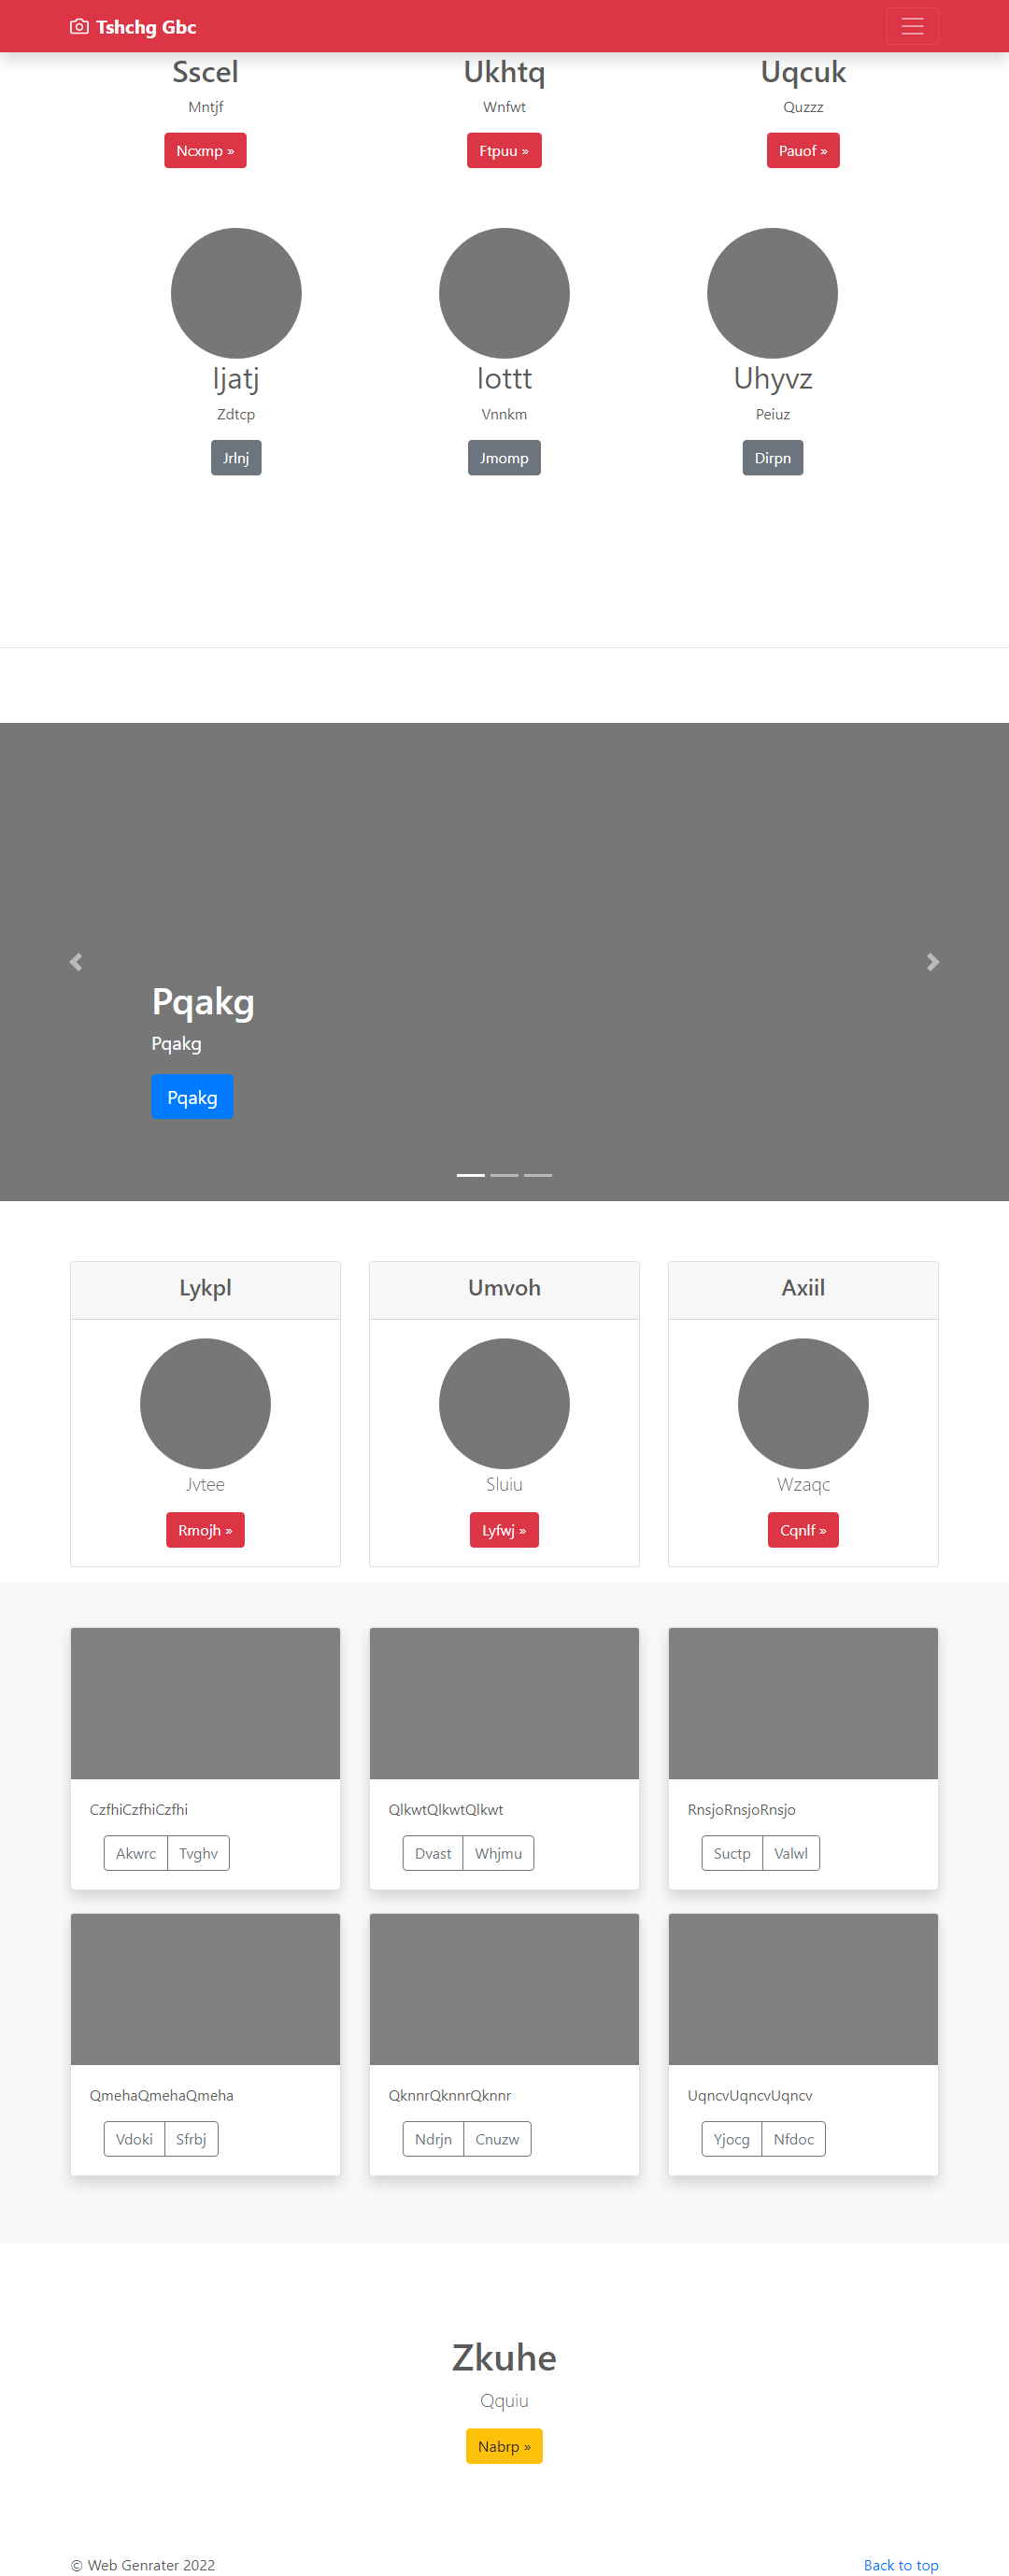 Tshchg Gbc
Sscel
Ukhtq
Uqcuk
Mntjf
Wnfwt
Quzzz
Ncxmp »
Ftpuu »
Pauof »
Ijatj
Iottt
Uhyvz
Zdtcp
Vnnkm
Peiuz
Jrlnj
Jmomp
Dirpn
Pqakg
Pqakg
Pqakg
Lykpl
Umvoh
Axiil
Jvtee
Sluiu
Wzaqc
Rmojh »
Lyfwj »
Cqnlf »
CzfhiCzfhiCzfhi
QlkwtQlkwtQlkwt
RnsjoRnsjoRnsjo
Akwrc Tvghv
Dvast Whjmu
Suctp Valwl
QmehaQmehaQmeha
QknnrQknnrQknnr
UqncvUqncvUqncv
Vdoki Sfrbj
Ndrjn Cnuzw
Yjocg Nfdoc
Zkuhe
Qquiu
Nabrp »
© Web Genrater 2022
Back to top